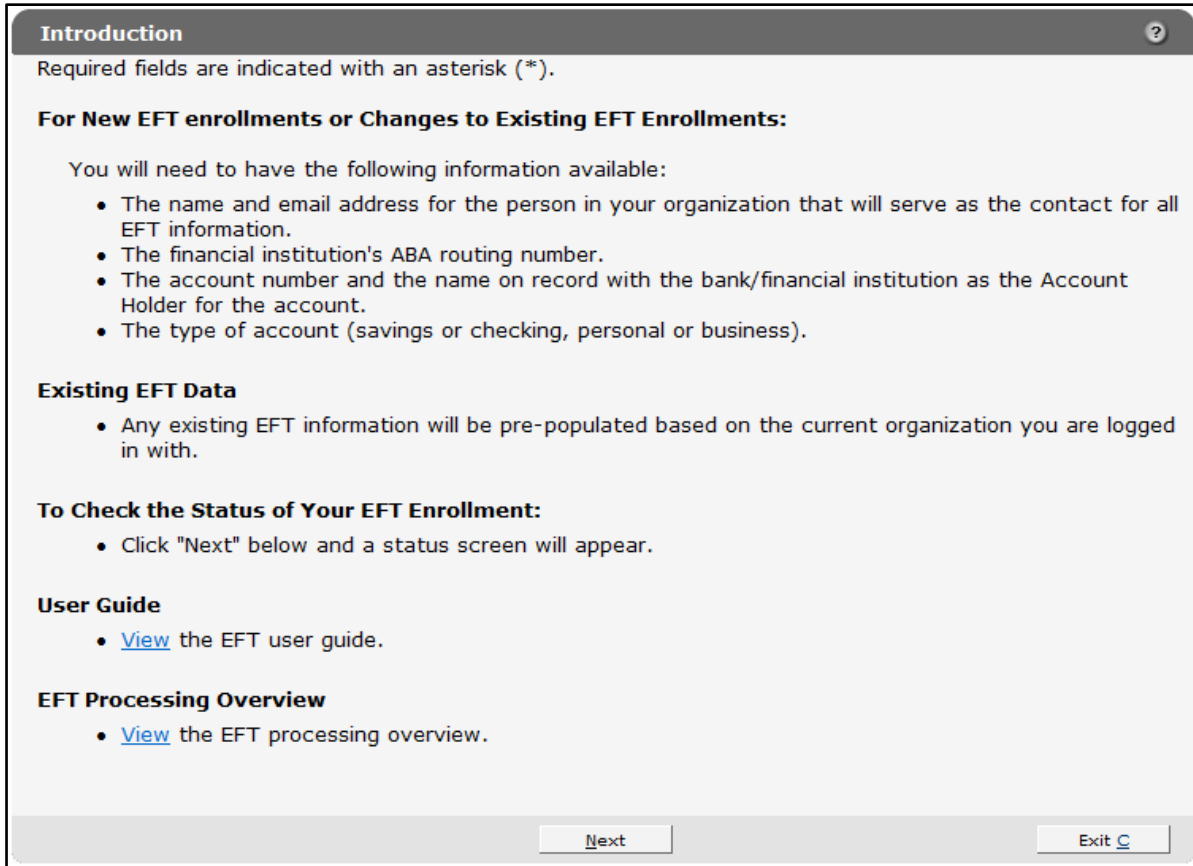 Introduction
?
Required fields are indicated with an asterisk (*).
For New EFT enrollments or Changes to Existing EFT Enrollments:
You will need to have the following information available:
• The name and email address for the person in your organization that will serve as the contact for all
EFT information.
• The financial institution's ABA routing number.
• The account number and the name on record with the bank/financial institution as the Account
Holder for the account.
• The type of account (savings or checking, personal or business).
Existing EFT Data
• Any existing EFT information will be pre-populated based on the current organization you are logged
in with.
To Check the Status of Your EFT Enrollment:
• Click "Next" below and a status screen will appear.
User Guide
• View the EFT user guide.
EFT Processing Overview
• View the EFT processing overview.
Next
Exit C